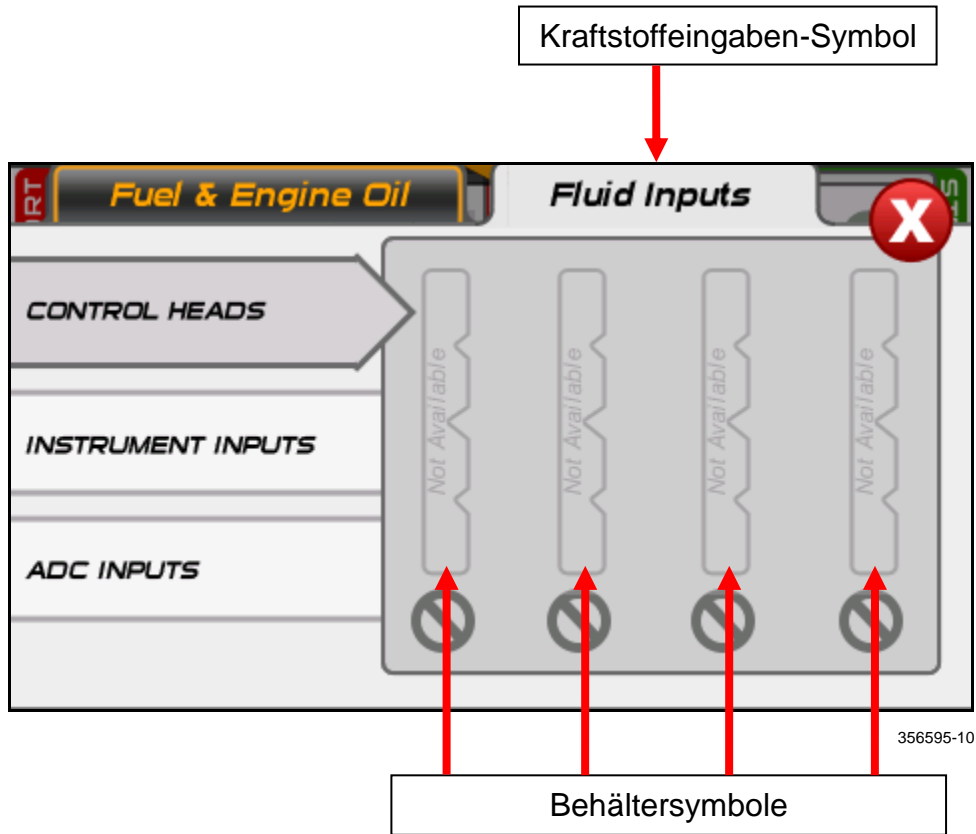 Kraftstoffeingaben-Symbol
Fuel & Engine Oil
Fluid Inputs
X
CONTROL HEADS
INSTRUMENT INPUTS
ADC INPUTS
Not Available
Not Available
Not Available
Not Available
356595-10
Behältersymbole